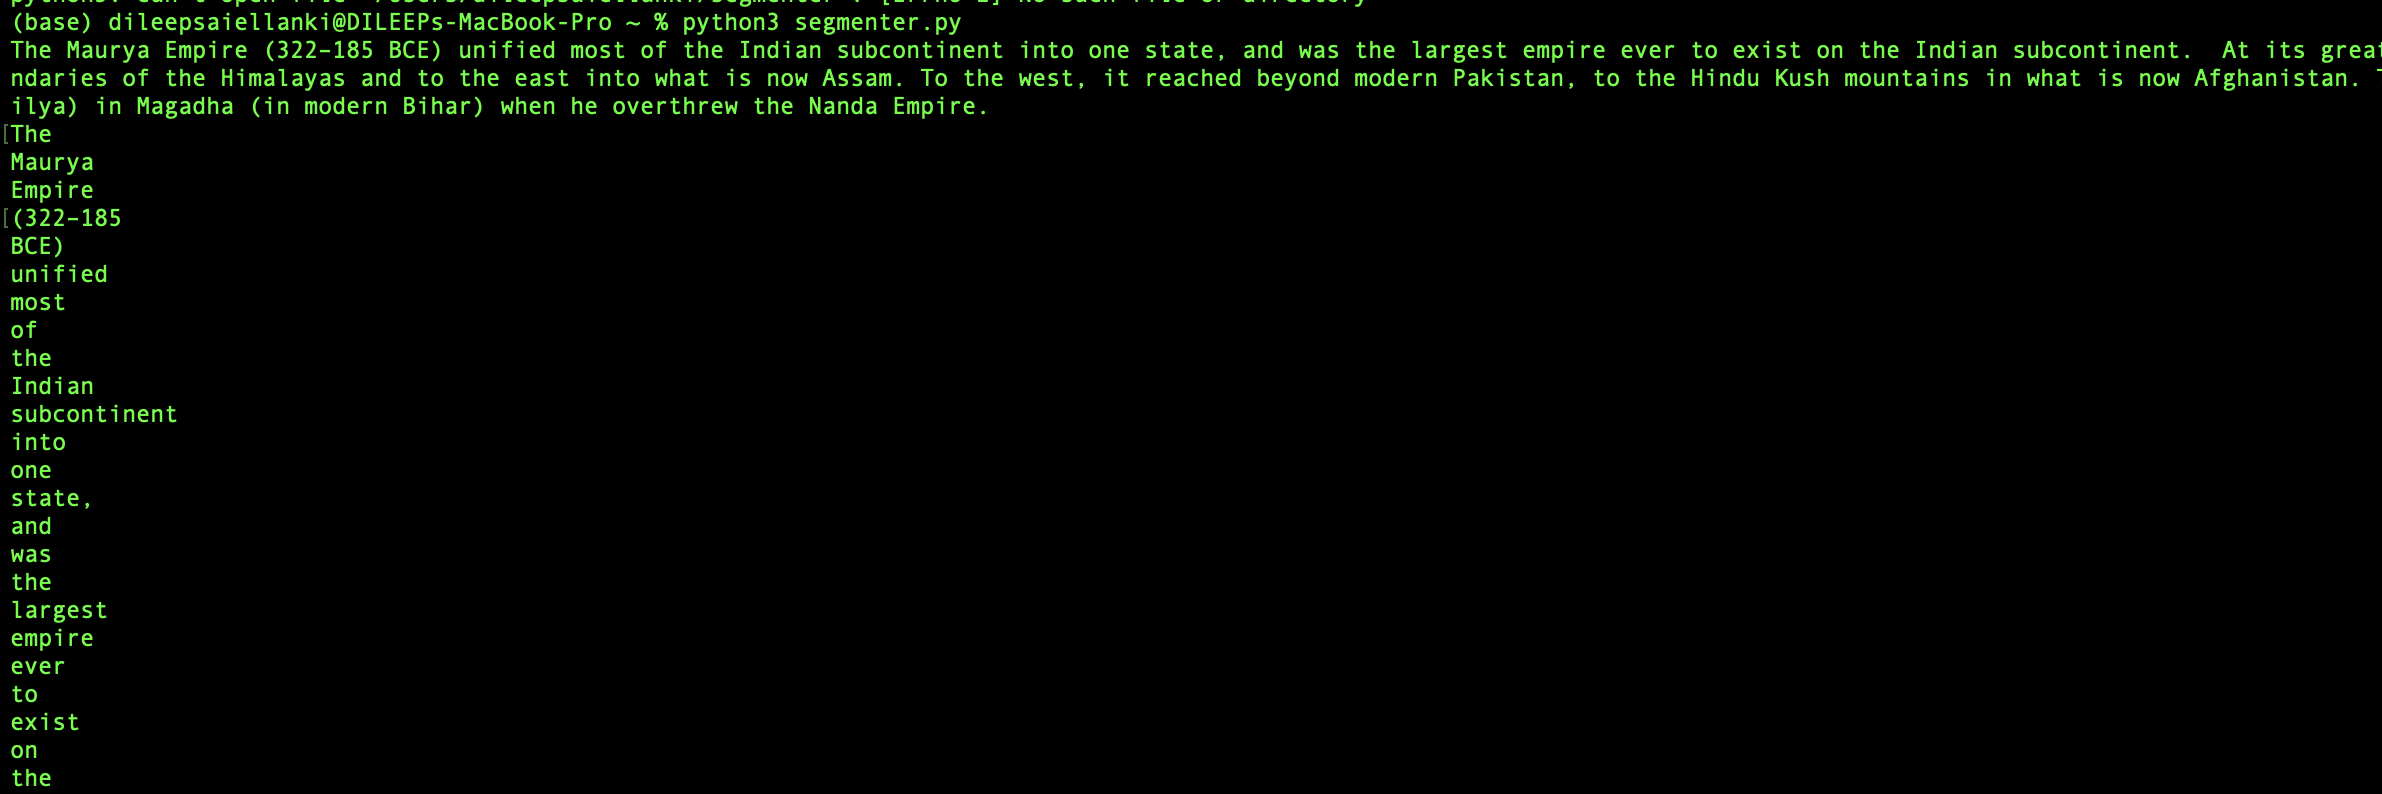 (base) dileepsaiellanki@DILEEPs-MacBook-Pro ~ % python3 segmenter.py
The Maurya Empire (322–185 BCE) unified most of the Indian subcontinent into one state, and was the largest empire ever to exist on the Indian subcontinent.  At its great
ndaries of the Himalayas and to the east into what is now Assam. To the west, it reached beyond modern Pakistan, to the Hindu Kush mountains in what is now Afghanistan.
ilya) in Magadha (in modern Bihar) when he overthrew the Nanda Empire.
[The
Maurya
Empire
[(322–185
BCE)
unified
most
of
the
Indian
subcontinent
into
one
state,
and
was
the
largest
empire
ever
to
exist
on
the